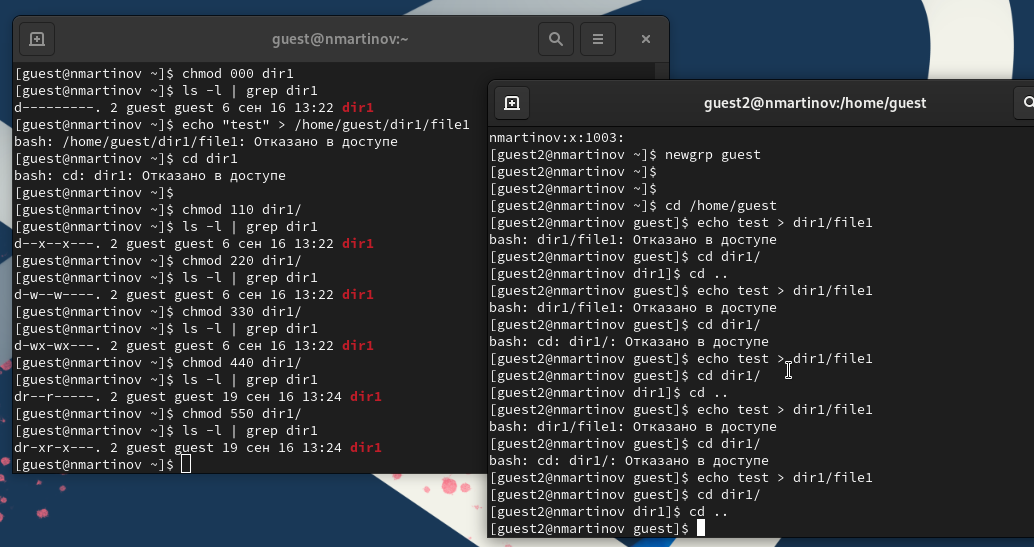 guest@nmartinov:~
[guest@nmartinov ~]$ chmod 000 dir1
[guest@nmartinov ~]$ ls -l | grep dir1
d---------. 2 guest guest 6 сен 16 13:22 dir1
[guest@nmartinov ~]$ echo "test" > /home/guest/dir1/file1
bash: /home/guest/dir1/file1: Отказано в доступе
[guest@nmartinov ~]$ cd dir1
bash: cd: dir1: Отказано в доступе
[guest@nmartinov ~]$
[guest@nmartinov ~]$ chmod 110 dir1/
[guest@nmartinov ~]$ ls -l | grep dir1
d--x--x---. 2 guest guest 6 сен 16 13:22 dir1
[guest@nmartinov ~]$ chmod 220 dir1/
[guest@nmartinov ~]$ ls -l | grep dir1
d-w--w----. 2 guest guest 6 сен 16 13:22 dir1
[guest@nmartinov ~]$ chmod 330 dir1/
[guest@nmartinov ~]$ ls -l | grep dir1
d-wx-wx---. 2 guest guest 6 сен 16 13:22 dir1
[guest@nmartinov ~]$ chmod 440 dir1/
[guest@nmartinov ~]$ ls -l | grep dir1
dr--r-----. 2 guest guest 19 сен 16 13:24 dir1
[guest@nmartinov ~]$ chmod 550 dir1/
[guest@nmartinov ~]$ ls -l | grep dir1
dr-xr-x---. 2 guest guest 19 сен 16 13:24 dir1
[guest@nmartinov ~]$
guest2@nmartinov:/home/guest
nmartinov:x:1003:
[guest2@nmartinov ~]$ newgrp guest
[guest2@nmartinov ~]$
[guest2@nmartinov ~]$
[guest2@nmartinov ~]$ cd /home/guest
[guest2@nmartinov guest]$ echo test > dir1/file1
bash: dir1/file1: Отказано в доступе
[guest2@nmartinov guest]$ cd dir1/
[guest2@nmartinov dir1]$ cd ..
[guest2@nmartinov guest]$ echo test > dir1/file1
bash: dir1/file1: Отказано в доступе
[guest2@nmartinov guest]$ cd dir1/
bash: cd: dir1/: Отказано в доступе
[guest2@nmartinov guest]$ echo test > dir1/file1
[guest2@nmartinov guest]$ cd dir1/
[guest2@nmartinov dir1]$ cd ..
[guest2@nmartinov guest]$ echo test > dir1/file1
bash: dir1/file1: Отказано в доступе
[guest2@nmartinov guest]$ cd dir1/
bash: cd: dir1/: Отказано в доступе
[guest2@nmartinov guest]$ echo test > dir1/file1
[guest2@nmartinov guest]$ cd dir1/
[guest2@nmartinov dir1]$ cd ..
[guest2@nmartinov guest]$